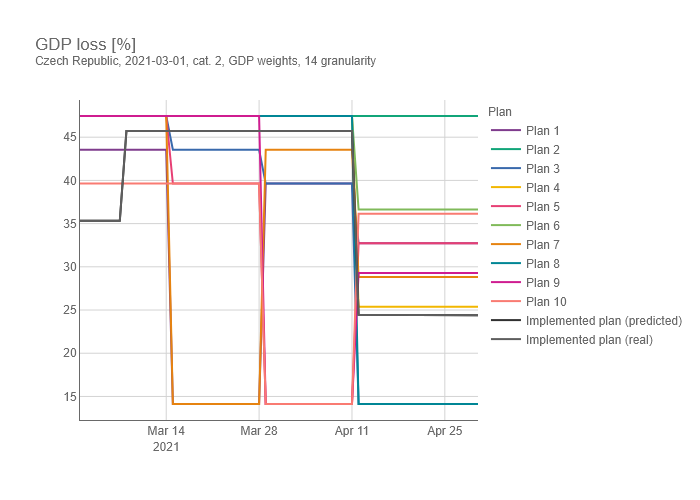 GDP loss [%]
Czech Republic, 2021-03-01, cat. 2, GDP weights, 14 granularity
Plan
Plan 1
Plan 2
Plan 3
Plan 4
Plan 5
Plan 6
Plan 7
Plan 8
Plan 9
Plan 10
Implemented plan (predicted)
Implemented plan (real)
45
40
35
30
25
20
15
Mar 14
2021
Mar 28
Apr 11
Apr 25